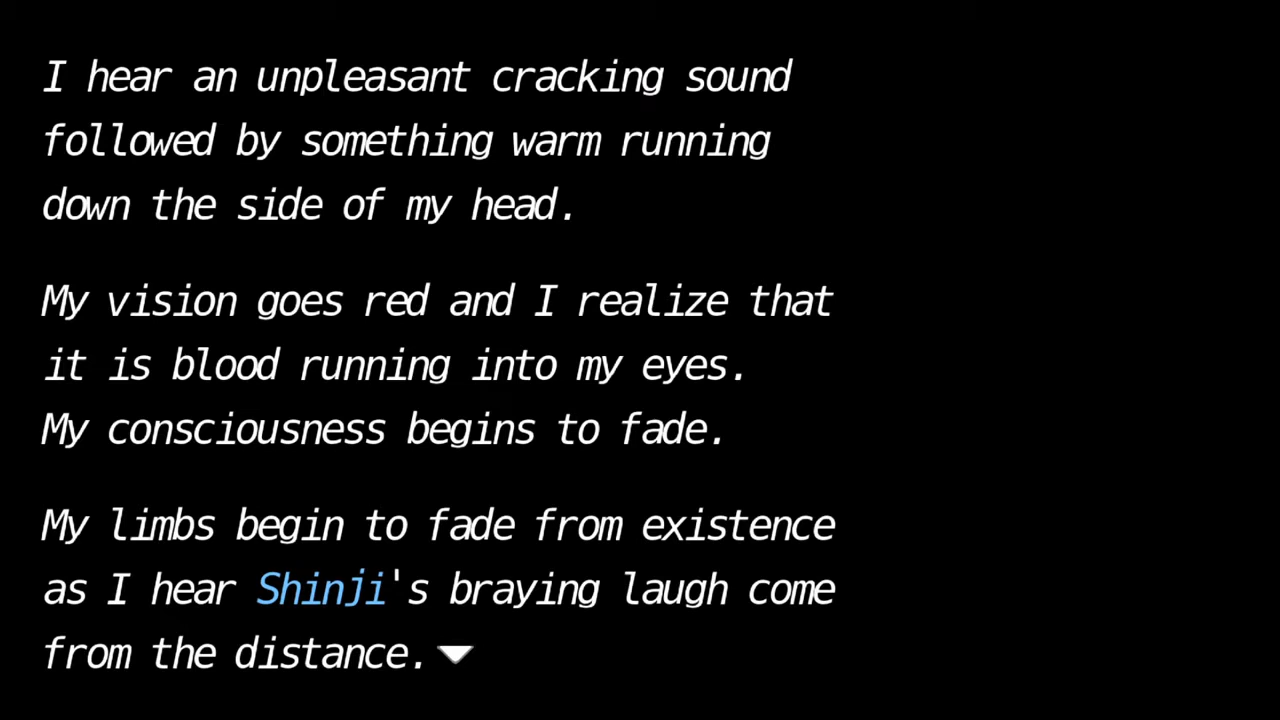 I hear an unpleasant cracking sound
followed by something warm running
down the side of my head.
My vision goes red and I realize that
it is blood running into my eyes.
My consciousness begins to fade.
My limbs begin to fade from existence
as I hear Shinji's braying laugh come
from the distance.